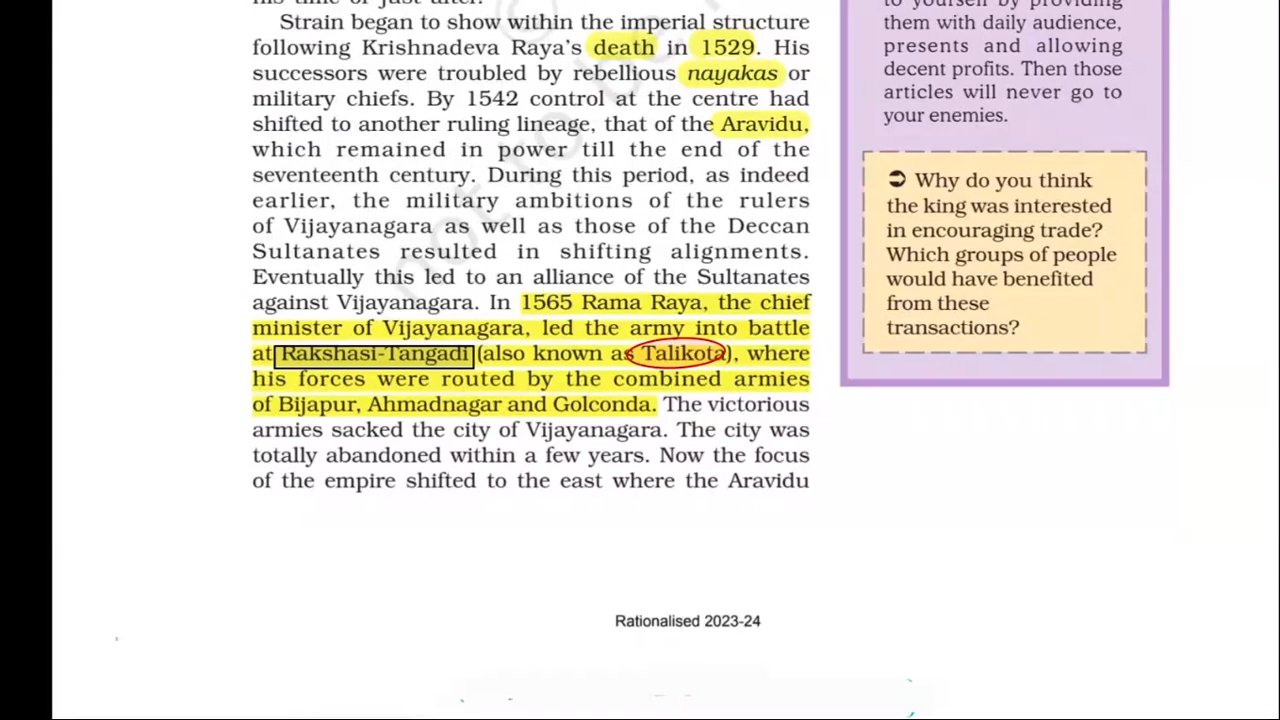 Strain began to show within the imperial structure
following Krishnadeva Raya's death in 1529. His
successors were troubled by rebellious nayakas or
military chiefs. By 1542 control at the centre had
shifted to another ruling lineage, that of the Aravidu,
which remained in power till the end of the
seventeenth century. During this period, as indeed
earlier, the military ambitions of the rulers
of Vijayanagara as well as those of the Deccan
Sultanates resulted in shifting alignments.
Eventually this led to an alliance of the Sultanates
against Vijayanagara. In 1565 Rama Raya, the chief
minister of Vijayanagara, led the army into battle
at Rakshasi-Tangadi (also known as Talikota), where
his forces were routed by the combined armies
of Bijapur, Ahmadnagar and Golconda. The victorious
armies sacked the city of Vijayanagara. The city was
totally abandoned within a few years. Now the focus
of the empire shifted to the east where the Aravidu
to yourself by providing
them with daily audience,
presents and allowing
decent profits. Then those
articles will never go to
your enemies.
➲ Why do you think
the king was interested
in encouraging trade?
Which groups of people
would have benefited
from these
transactions?
Rationalised 2023-24